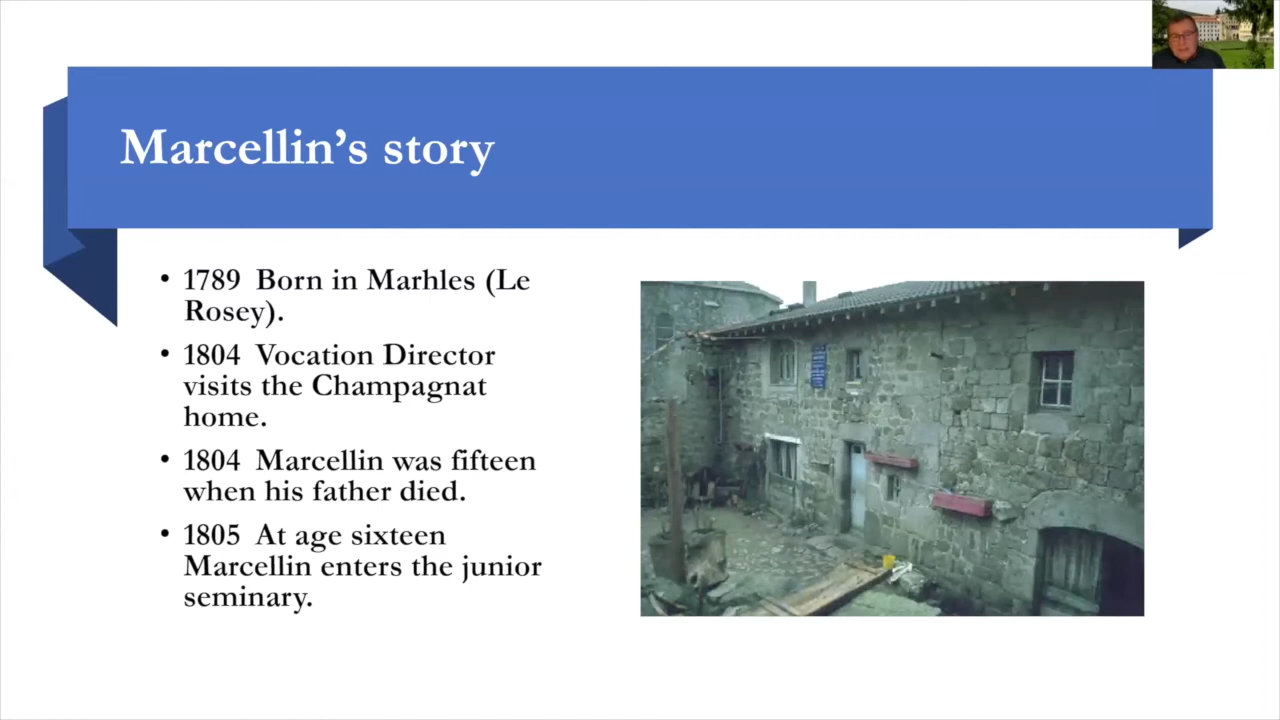 Marcellin’s story
• 1789  Born in Marhles (Le
Rosey).
• 1804  Vocation Director
visits the Champagnat
home.
• 1804  Marcellin was fifteen
when his father died.
• 1805  At age sixteen
Marcellin enters the junior
seminary.